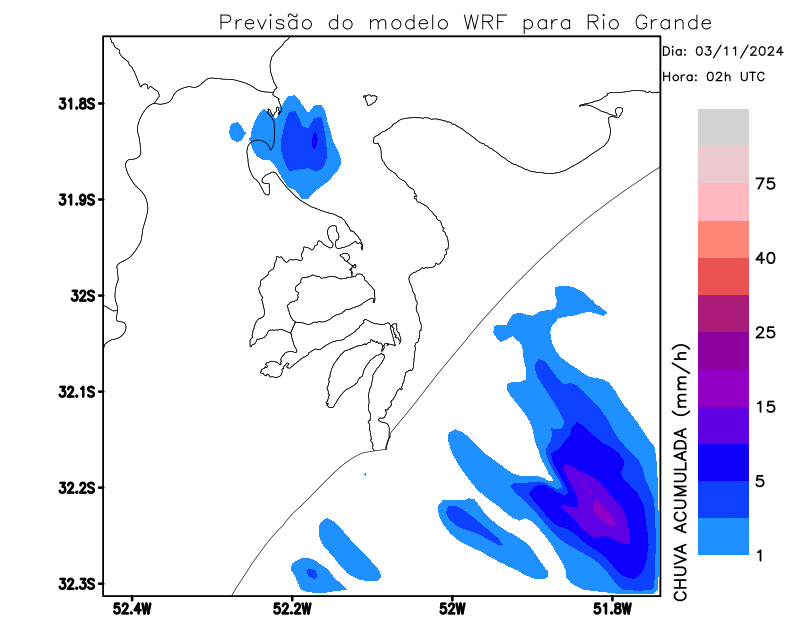 Previsão do modelo WRF para Rio Grande
Dia: 03/11/2024
Hora: 02h UTC
31.8S
31.9S
32S
32.1S
32.2S
32.3S
52.4W
52.2W
52W
51.8W
75
40
25
15
5
1
CHUVA ACUMULADA (mm/h)